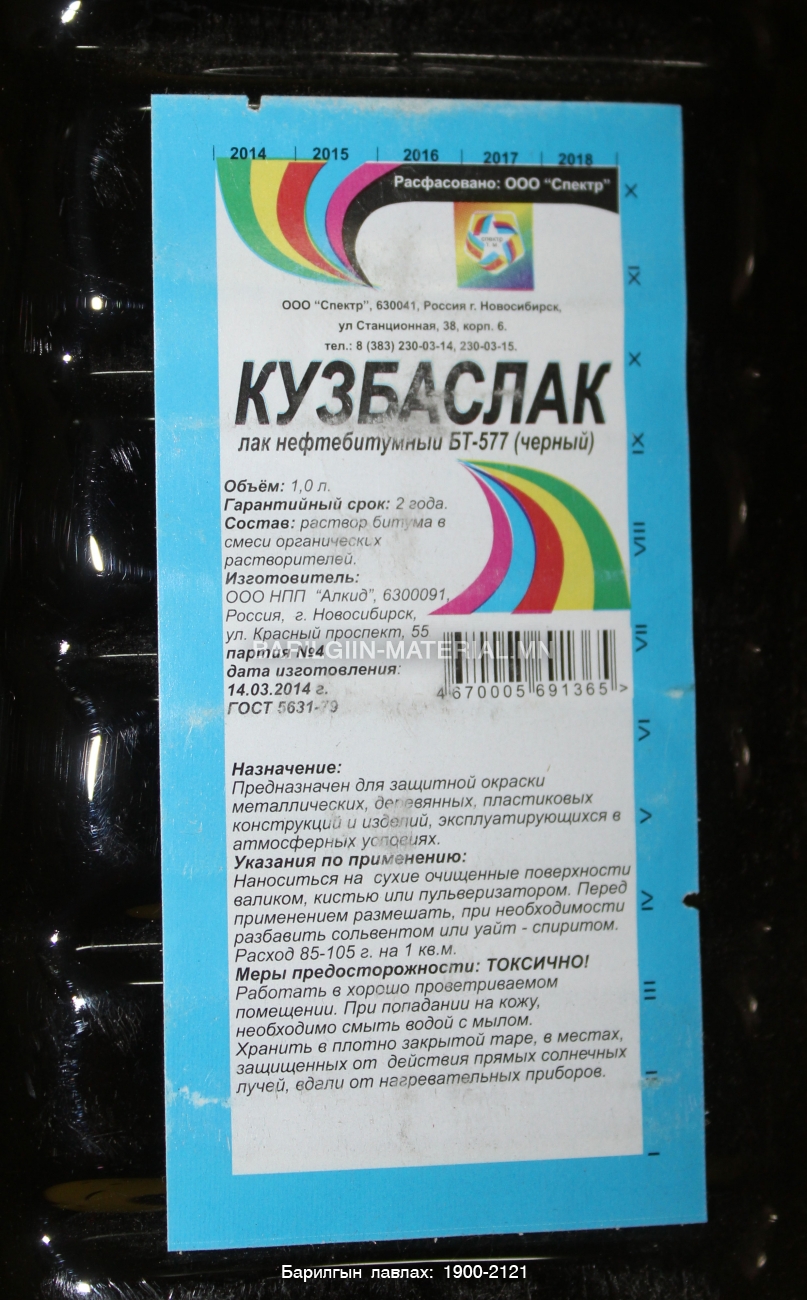 2014 2015 2016 2017 2018
Расфасовано: ООО "Спектр"
СПЕКТР
ООО "Спектр", 630041, Россия г. Новосибирск,
ул Станционная, 38, корп. 6.
тел.: 8 (383) 230-03-14, 230-03-15.
КУЗБАСЛАК
лак нефтебитумный БТ-577 (черный)
Объём: 1,0 л.
Гарантийный срок: 2 года.
Состав: раствор битума в
смеси органических
растворителей.
Изготовитель:
ООО НПП "Алкид", 6300091,
Россия, г. Новосибирск,
ул. Красный проспект, 55
партия №4
BARILGIIN-MATERIAL.MN
дата изготовления:
14.03.2014 г.
ГОСТ 5631-79
4 670005 691365 >
Назначение:
Предназначен для защитной окраски
металлических, деревянных, пластиковых
конструкций и изделий, эксплуатирующихся в
атмосферных условиях.
Указания по применению:
Наноситься на сухие очищенные поверхности
валиком, кистью или пульверизатором. Перед
применением размешать, при необходимости
разбавить сольвентом или уайт - спиритом.
Расход 85-105 г. на 1 кв.м.
Меры предосторожности: ТОКСИЧНО!
Работать в хорошо проветриваемом
помещении. При попадании на кожу,
необходимо смыть водой с мылом.
Хранить в плотно закрытой таре, в местах,
защищенных от действия прямых солнечных
лучей, вдали от нагревательных приборов.
X
XI
X
IX
VIII
VII
VI
V
IV
III
I
I
Барилгын лавлах: 1900-2121